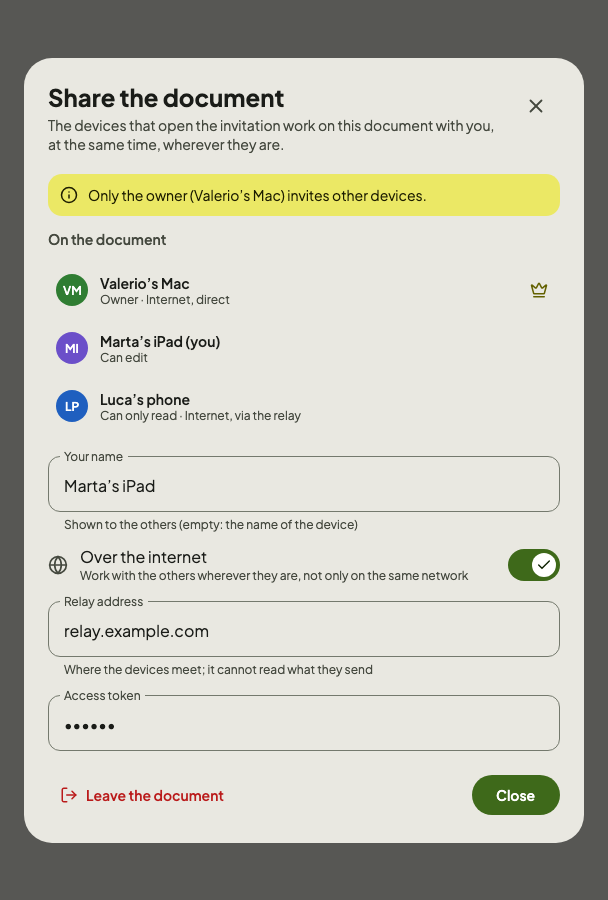 Share the document
The devices that open the invitation work on this document with you,
at the same time, wherever they are.
Only the owner (Valerio’s Mac) invites other devices.
On the document
VM
Valerio’s Mac
Owner · Internet, direct
MI
Marta’s iPad (you)
Can edit
LP
Luca’s phone
Can only read · Internet, via the relay
Your name
Marta’s iPad
Shown to the others (empty: the name of the device)
Over the internet
Work with the others wherever they are, not only on the same network
Relay address
relay.example.com
Where the devices meet; it cannot read what they send
Access token
••••••
Leave the document
Close